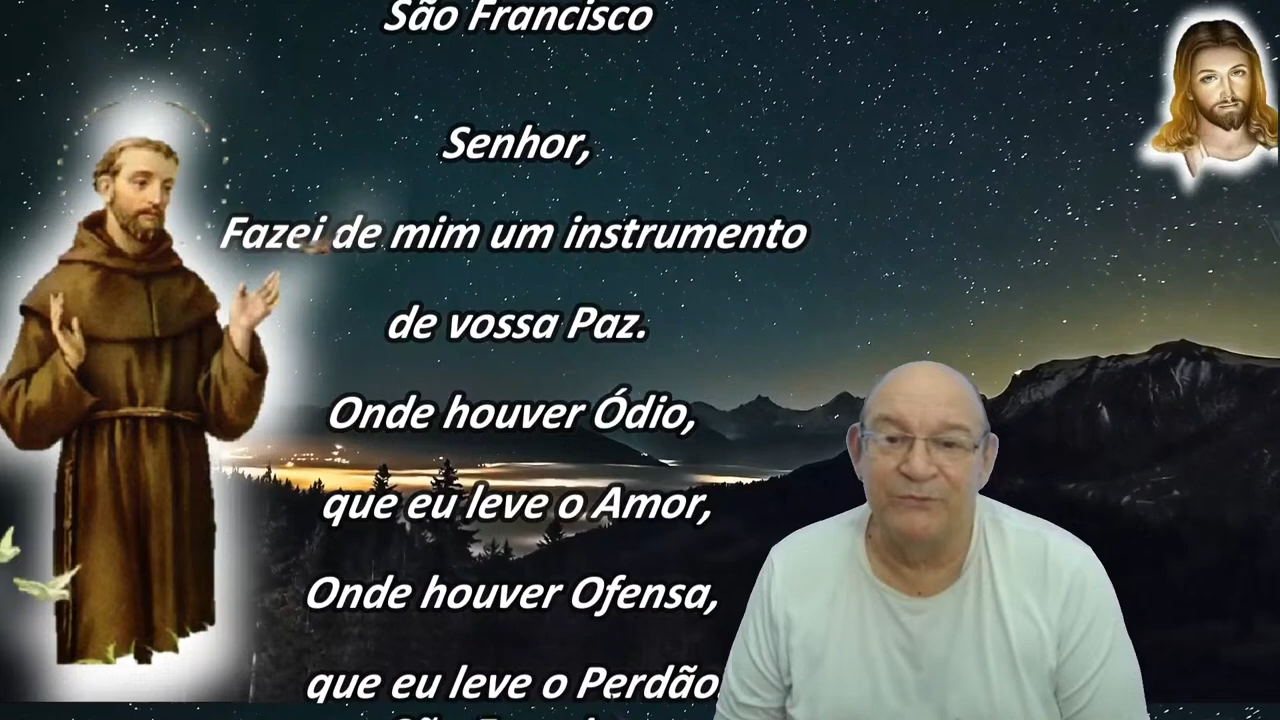 São Francisco
Senhor,
Fazei de mim um instrumento
de vossa Paz.
Onde houver Ódio,
que eu leve o Amor,
Onde houver Ofensa,
que eu leve o Perdão